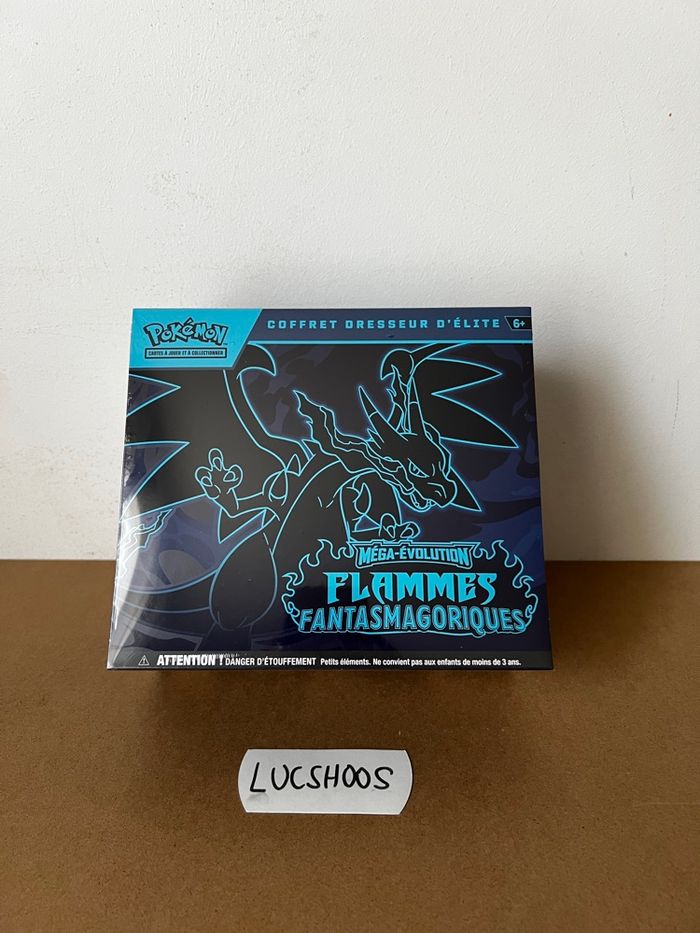 Pokémon
CARTES À JOUER ET À COLLECTIONNER
COFFRET DRESSEUR D'ÉLITE 6+
MÉGA-ÉVOLUTION
FLAMMES
FANTASMAGORIQUES
ATTENTION ! DANGER D'ÉTOUFFEMENT Petits éléments. Ne convient pas aux enfants de moins de 3 ans.
LUCSHOOS